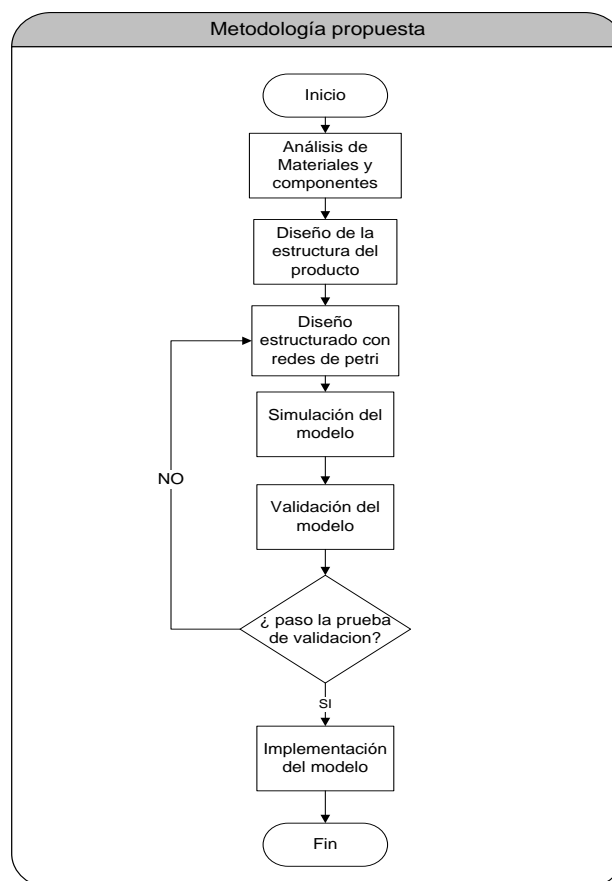 Metodología propuesta
Inicio
Análisis de
Materiales y
componentes
Diseño de la
estructura del
producto
Diseño
estructurado con
redes de petri
Simulación del
modelo
NO
Validación del
modelo
¿ paso la prueba
de validacion?
SI
Implementación
del modelo
Fin